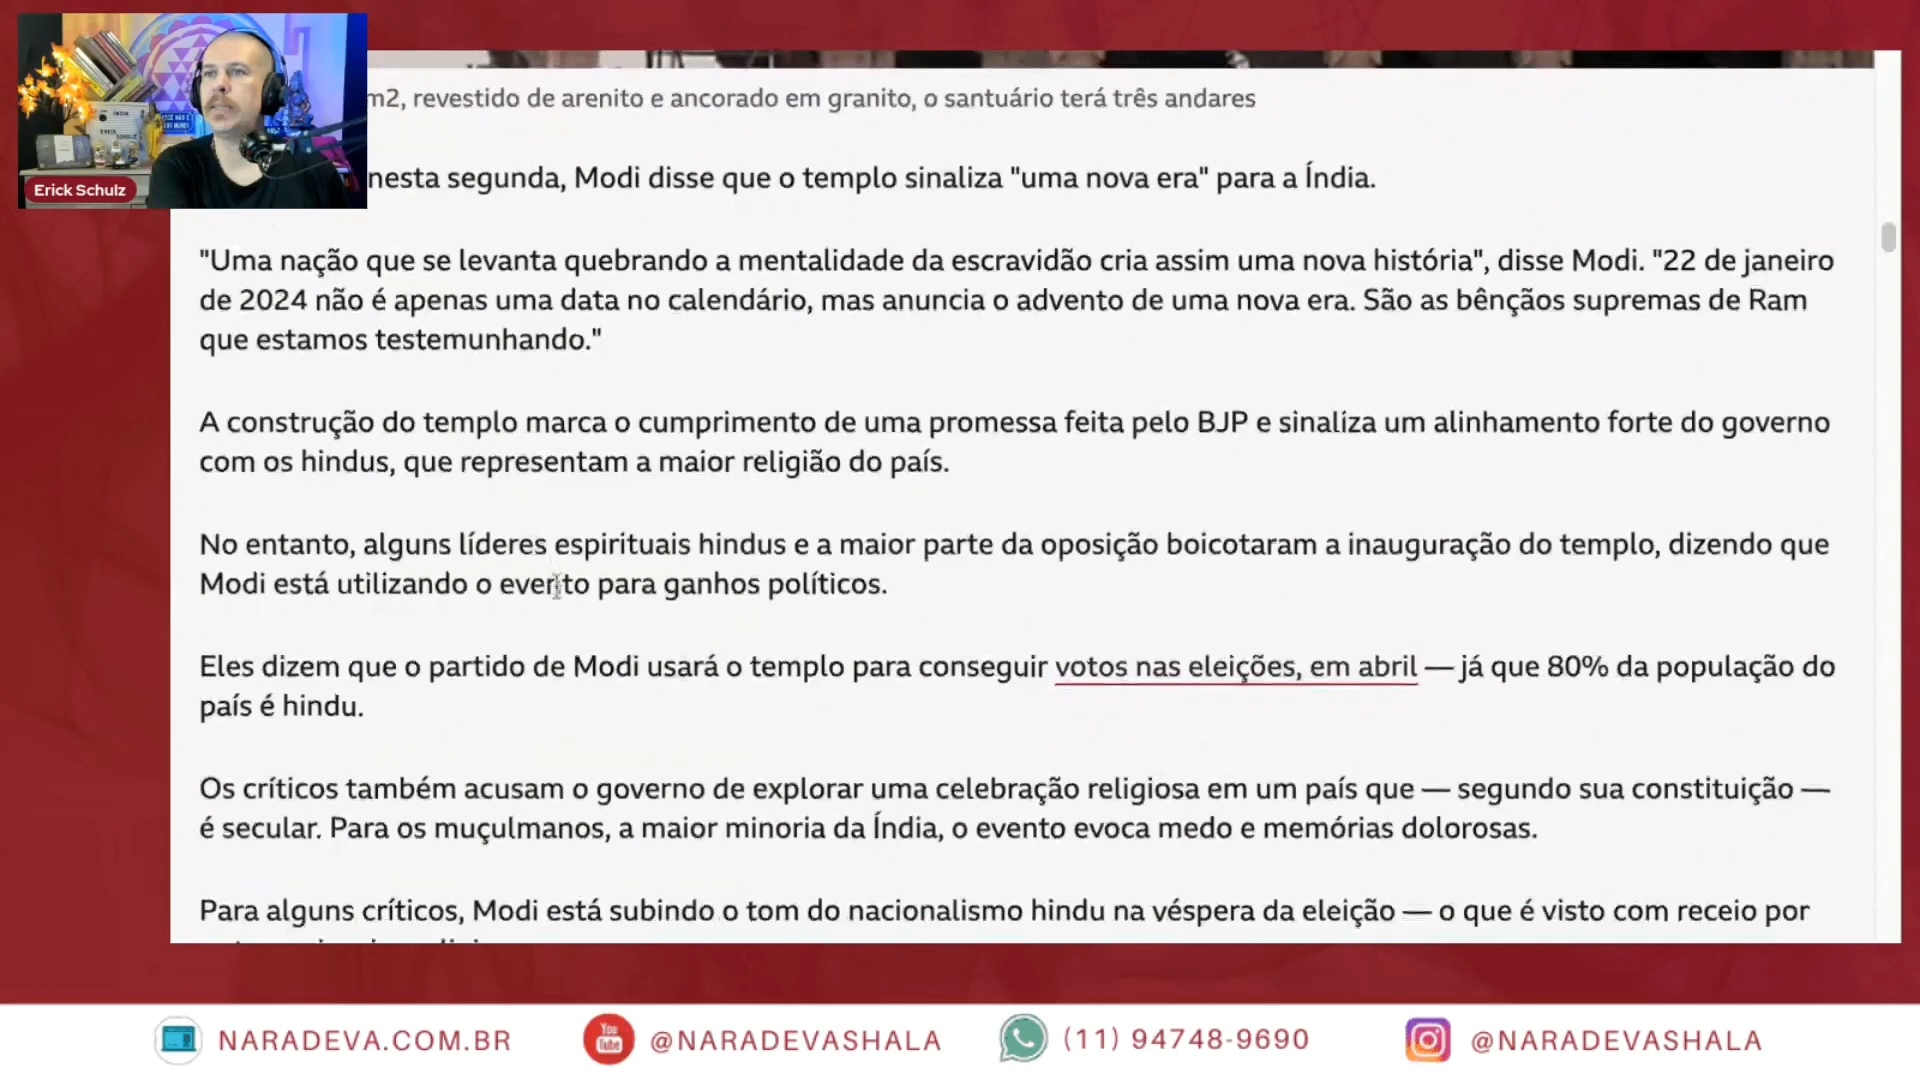 m2, revestido de arenito e ancorado em granito, o santuário terá três andares
Erick Schulz
nesta segunda, Modi disse que o templo sinaliza "uma nova era" para a Índia.
"Uma nação que se levanta quebrando a mentalidade da escravidão cria assim uma nova história", disse Modi. "22 de janeiro
de 2024 não é apenas uma data no calendário, mas anuncia o advento de uma nova era. São as bênçãos supremas de Ram
que estamos testemunhando."
A construção do templo marca o cumprimento de uma promessa feita pelo BJP e sinaliza um alinhamento forte do governo
com os hindus, que representam a maior religião do país.
No entanto, alguns líderes espirituais hindus e a maior parte da oposição boicotaram a inauguração do templo, dizendo que
Modi está utilizando o evento para ganhos políticos.
Eles dizem que o partido de Modi usará o templo para conseguir votos nas eleições, em abril — já que 80% da população do
país é hindu.
Os críticos também acusam o governo de explorar uma celebração religiosa em um país que — segundo sua constituição —
é secular. Para os muçulmanos, a maior minoria da Índia, o evento evoca medo e memórias dolorosas.
Para alguns críticos, Modi está subindo o tom do nacionalismo hindu na véspera da eleição — o que é visto com receio por
NARADEVA.COM.BR
You
Tube
@NARADEVASHALA
(11) 94748-9690
@NARADEVASHALA